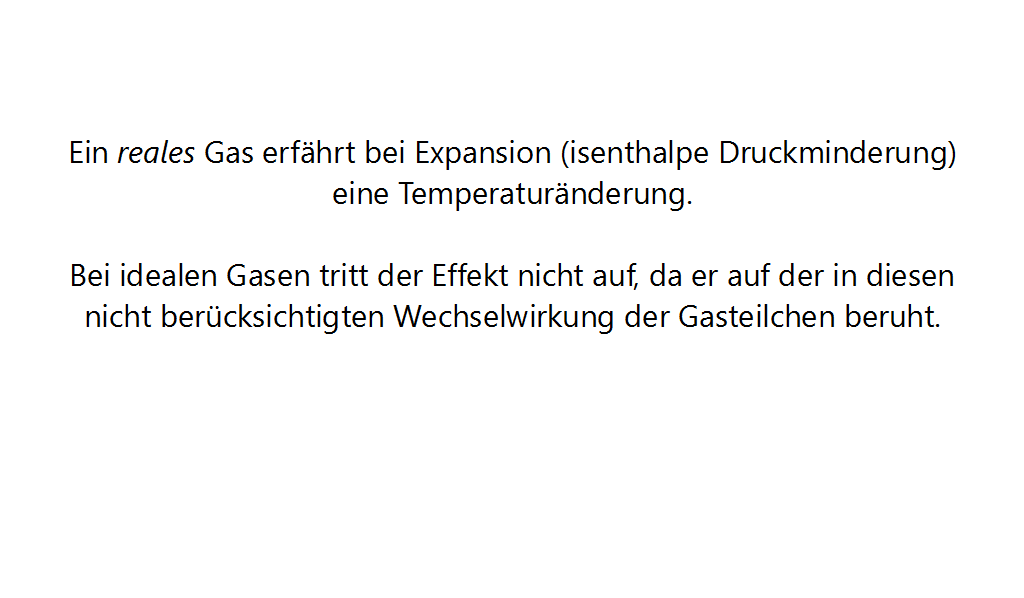 Ein reales Gas erfährt bei Expansion (isenthalpe Druckminderung)
eine Temperaturänderung.
Bei idealen Gasen tritt der Effekt nicht auf, da er auf der in diesen
nicht berücksichtigten Wechselwirkung der Gasteilchen beruht.